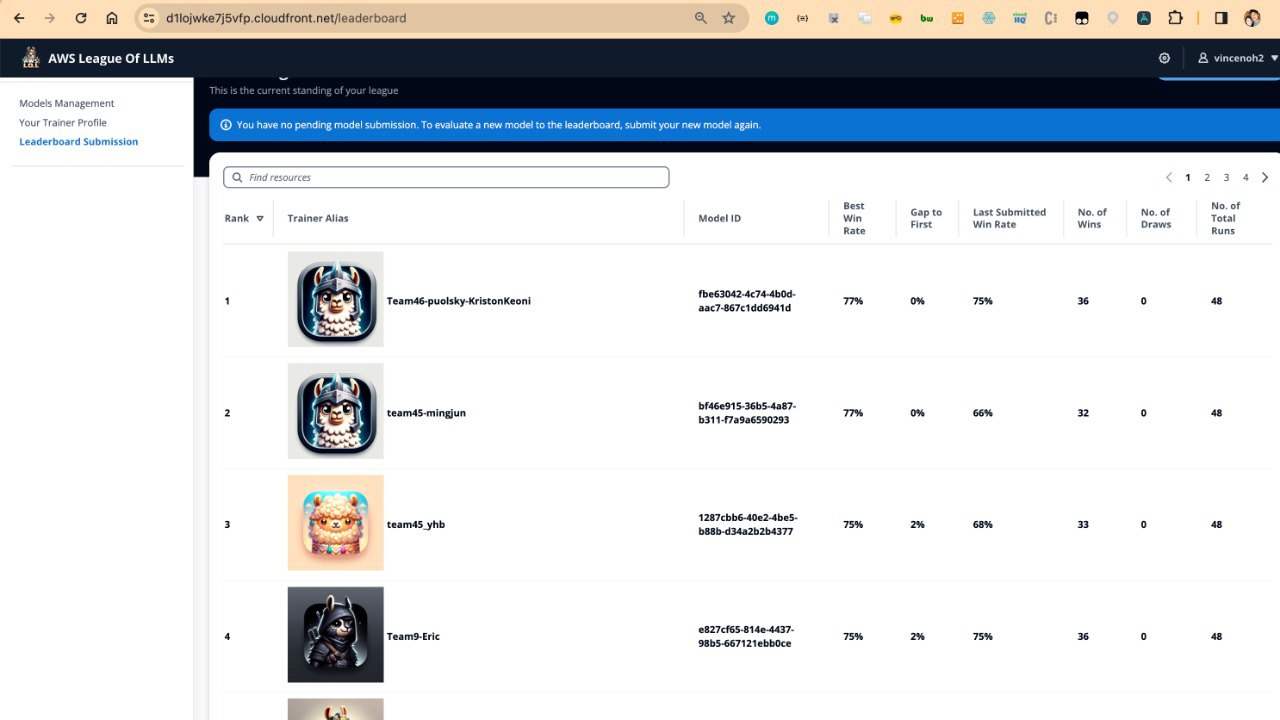 d1lojwke7j5vfp.cloudfront.net/leaderboard
AWS League Of LLMs
vincenoh2
Models Management
Your Trainer Profile
Leaderboard Submission
This is the current standing of your league
You have no pending model submission. To evaluate a new model to the leaderboard, submit your new model again.
Find resources
1 2 3 4
Rank Trainer Alias Model ID Best Win Rate Gap to First Last Submitted Win Rate No. of Wins No. of Draws No. of Total Runs
1 Team46-puolsky-KristonKeoni fbe63042-4c74-4b0d-aac7-867c1dd6941d 77% 0% 75% 36 0 48
2 team45-mingjun bf46e915-36b5-4a87-b311-f7a9a6590293 77% 0% 66% 32 0 48
3 team45_yhb 1287cbb6-40e2-4be5-b88b-d34a2b2b4377 75% 2% 68% 33 0 48
4 Team9-Eric e827cf65-814e-4437-98b5-667121ebb0ce 75% 2% 75% 36 0 48